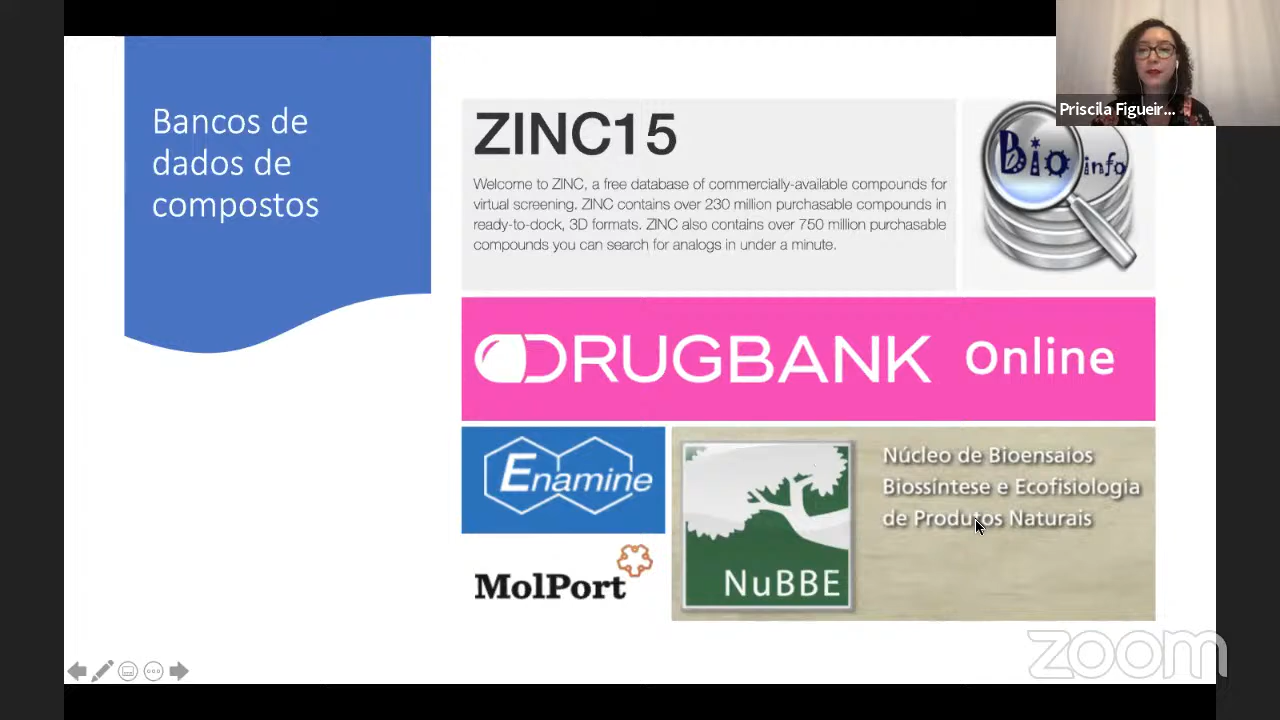 Bancos de
dados de
compostos
ZINC15
Welcome to ZINC, a free database of commercially-available compounds for
virtual screening. ZINC contains over 230 million purchasable compounds in
ready-to-dock, 3D formats. ZINC also contains over 750 million purchasable
compounds you can search for analogs in under a minute.
Bio info
Priscila Figueir...
DRUGBANK Online
Enamine
MolPort
NuBBE
Núcleo de Bioensaios
Biossíntese e Ecofisiologia
de Produtos Naturais
zoom